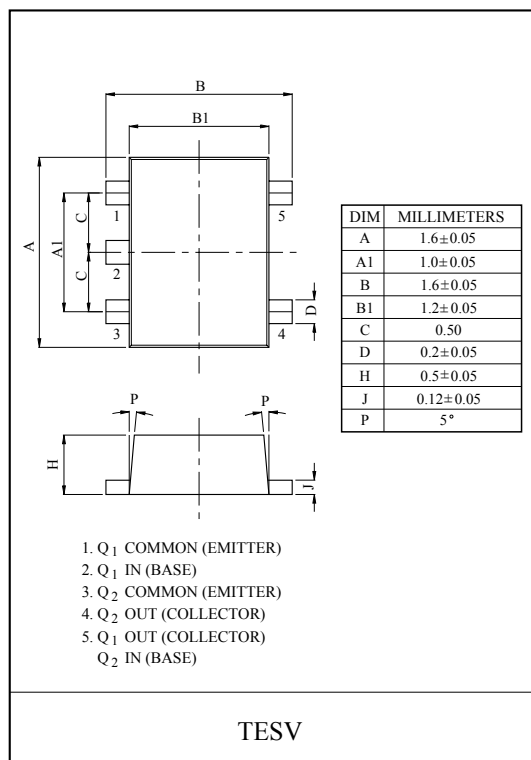 B
B1
A
A1
C
C
1
2
3
5
4
D
DIM MILLIMETERS
A 1.6±0.05
A1 1.0±0.05
B 1.6±0.05
B1 1.2±0.05
C 0.50
D 0.2±0.05
H 0.5±0.05
J 0.12±0.05
P 5°
P P
H
J
1. Q1 COMMON (EMITTER)
2. Q1 IN (BASE)
3. Q2 COMMON (EMITTER)
4. Q2 OUT (COLLECTOR)
5. Q1 OUT (COLLECTOR)
Q2 IN (BASE)
TESV